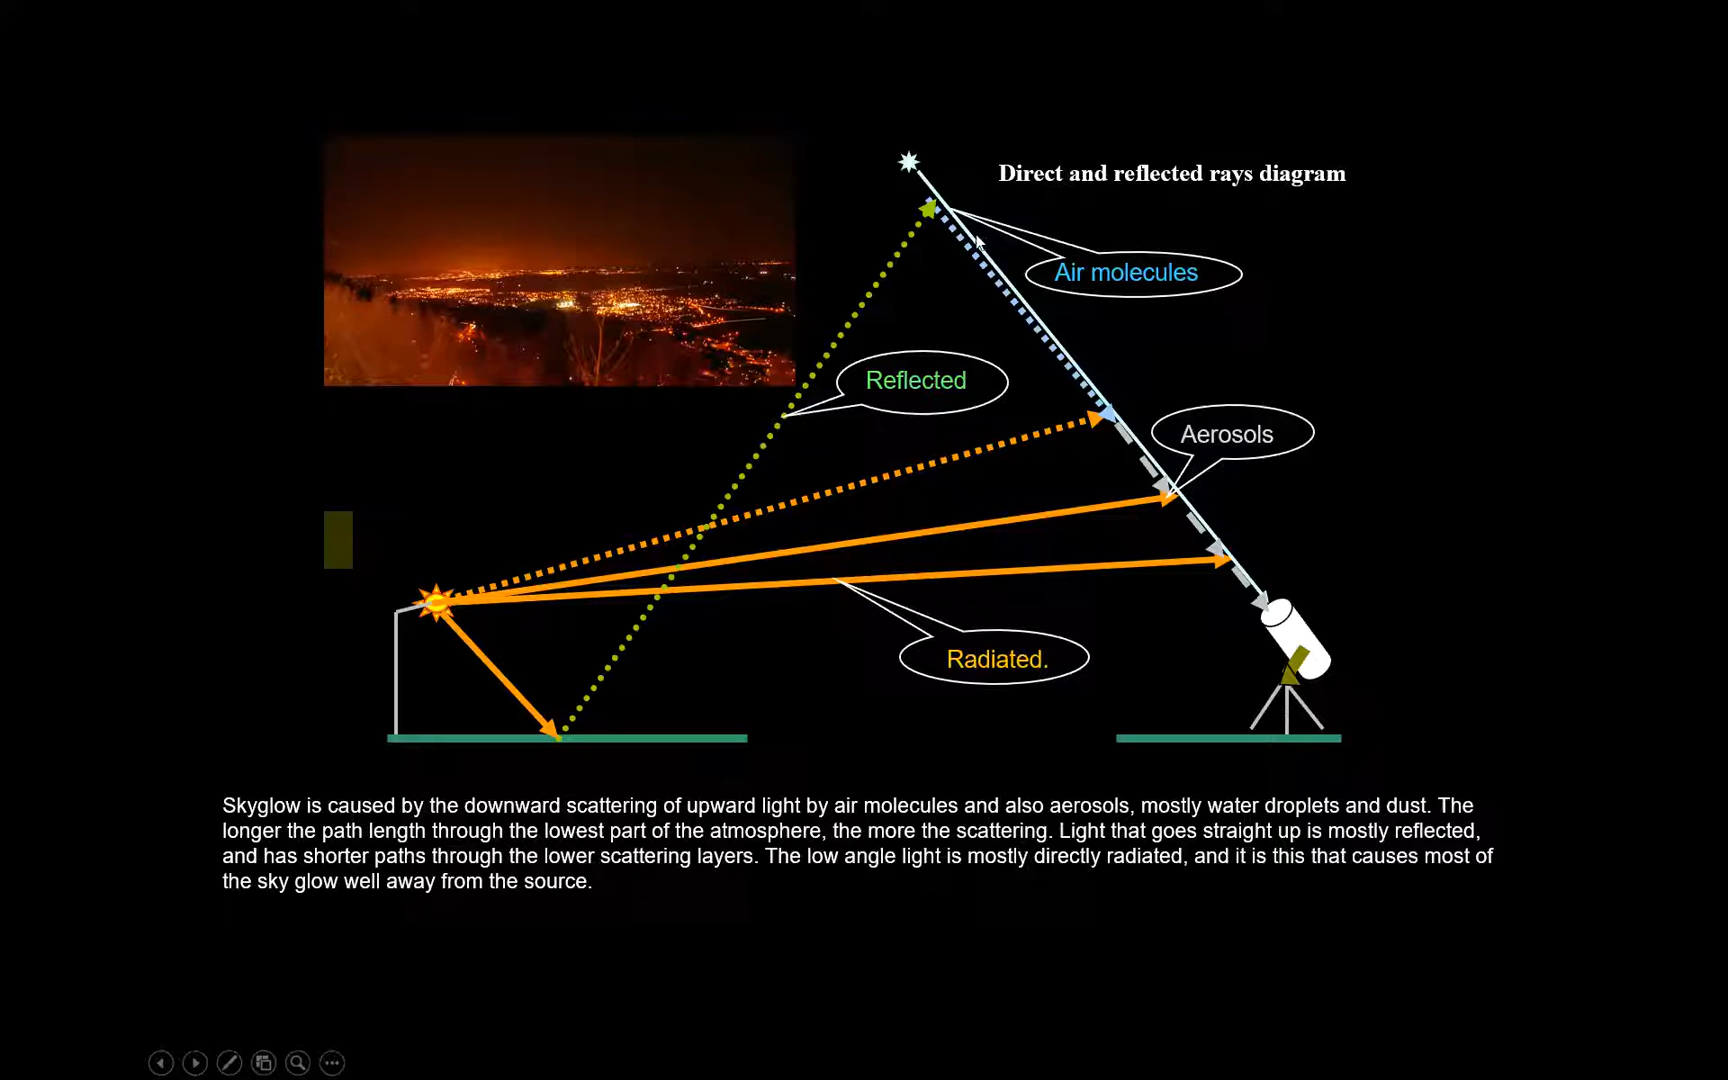 Direct and reflected rays diagram
Air molecules
Reflected
Aerosols
Radiated.
Skyglow is caused by the downward scattering of upward light by air molecules and also aerosols, mostly water droplets and dust. The
longer the path length through the lowest part of the atmosphere, the more the scattering. Light that goes straight up is mostly reflected,
and has shorter paths through the lower scattering layers. The low angle light is mostly directly radiated, and it is this that causes most of
the sky glow well away from the source.